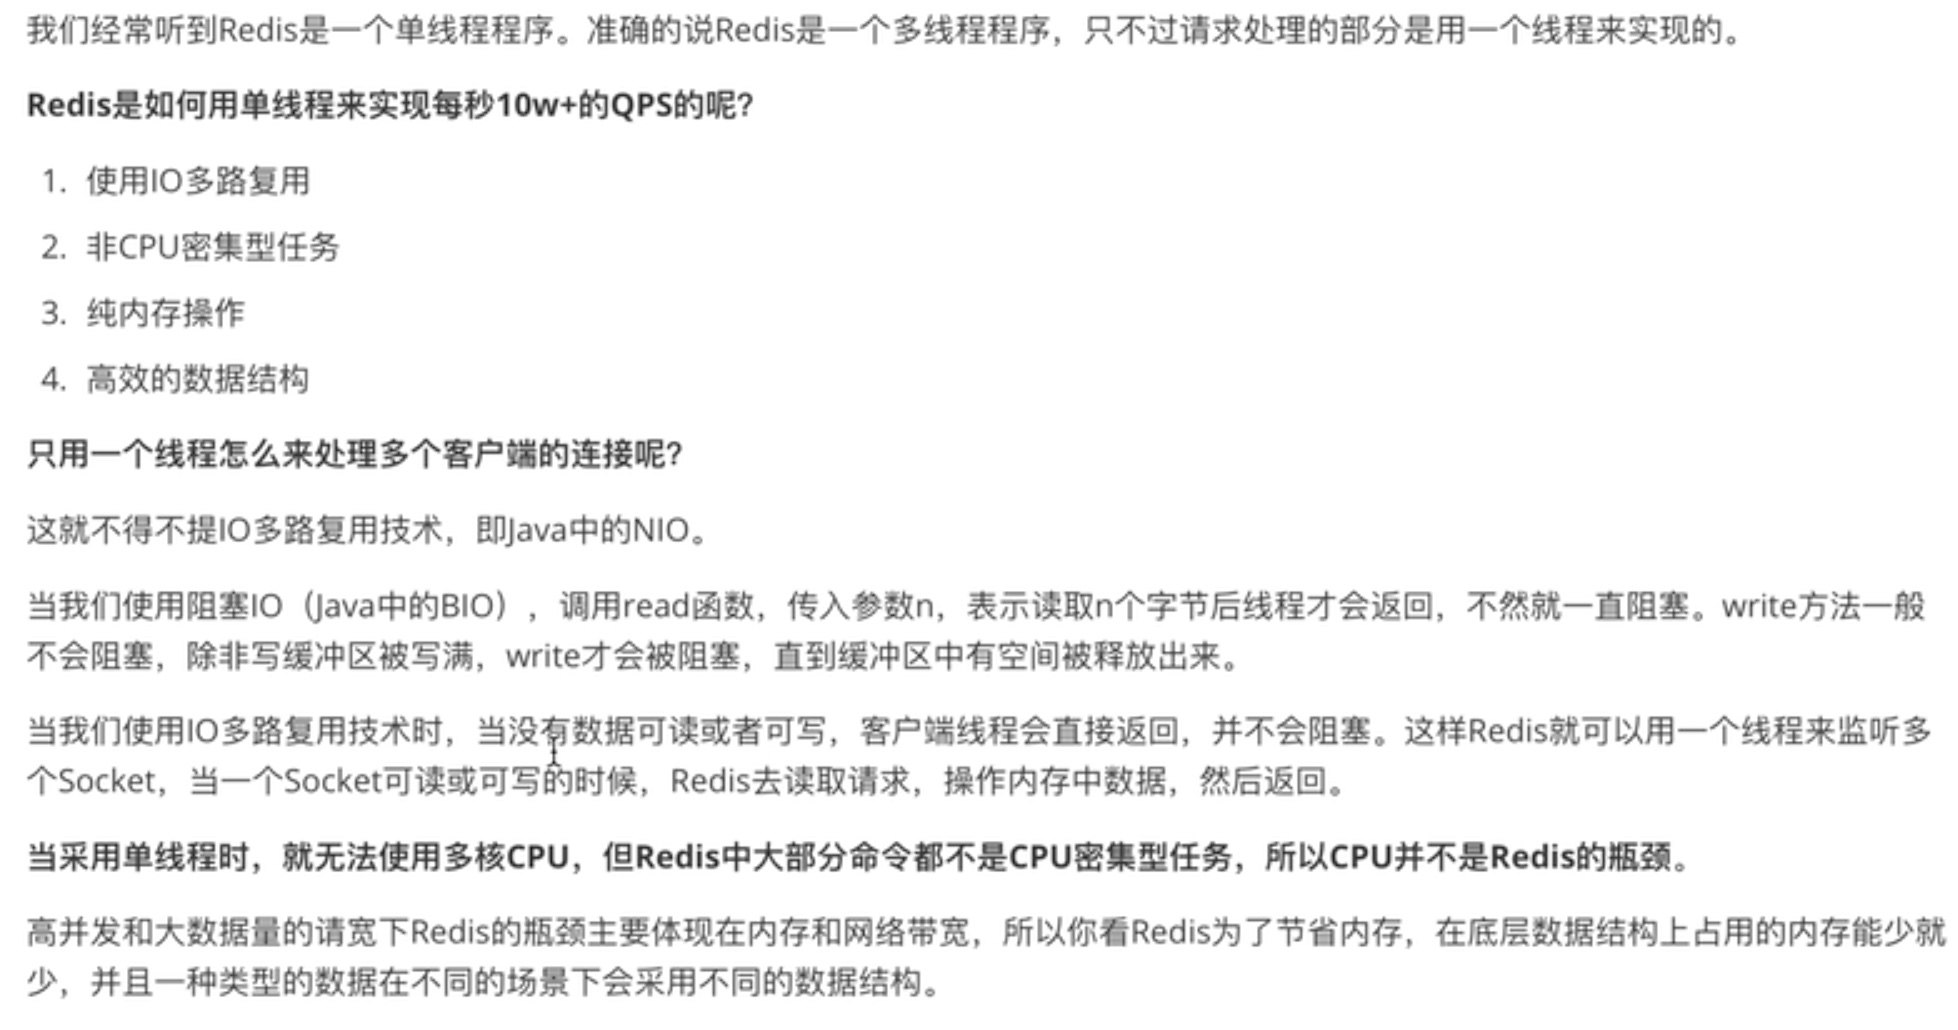 我们经常听到Redis是一个单线程程序。准确的说Redis是一个多线程程序，只不过请求处理的部分是用一个线程来实现的。
Redis是如何用单线程来实现每秒10w+的QPS的呢？
1. 使用IO多路复用
2. 非CPU密集型任务
3. 纯内存操作
4. 高效的数据结构
只用一个线程怎么来处理多个客户端的连接呢？
这就不得不提IO多路复用技术，即Java中的NIO。
当我们使用阻塞IO（Java中的BIO），调用read函数，传入参数n，表示读取n个字节后线程才会返回，不然就一直阻塞。write方法一般
不会阻塞，除非写缓冲区被写满，write才会被阻塞，直到缓冲区中有空间被释放出来。
当我们使用IO多路复用技术时，当没有数据可读或者可写，客户端线程会直接返回，并不会阻塞。这样Redis就可以用一个线程来监听多
个Socket，当一个Socket可读或可写的时候，Redis去读取请求，操作内存中数据，然后返回。
当采用单线程时，就无法使用多核CPU，但Redis中大部分命令都不是CPU密集型任务，所以CPU并不是Redis的瓶颈。
高并发和大数据量的请宽下Redis的瓶颈主要体现在内存和网络带宽，所以你看Redis为了节省内存，在底层数据结构上占用的内存能少就
少，并且一种类型的数据在不同的场景下会采用不同的数据结构。